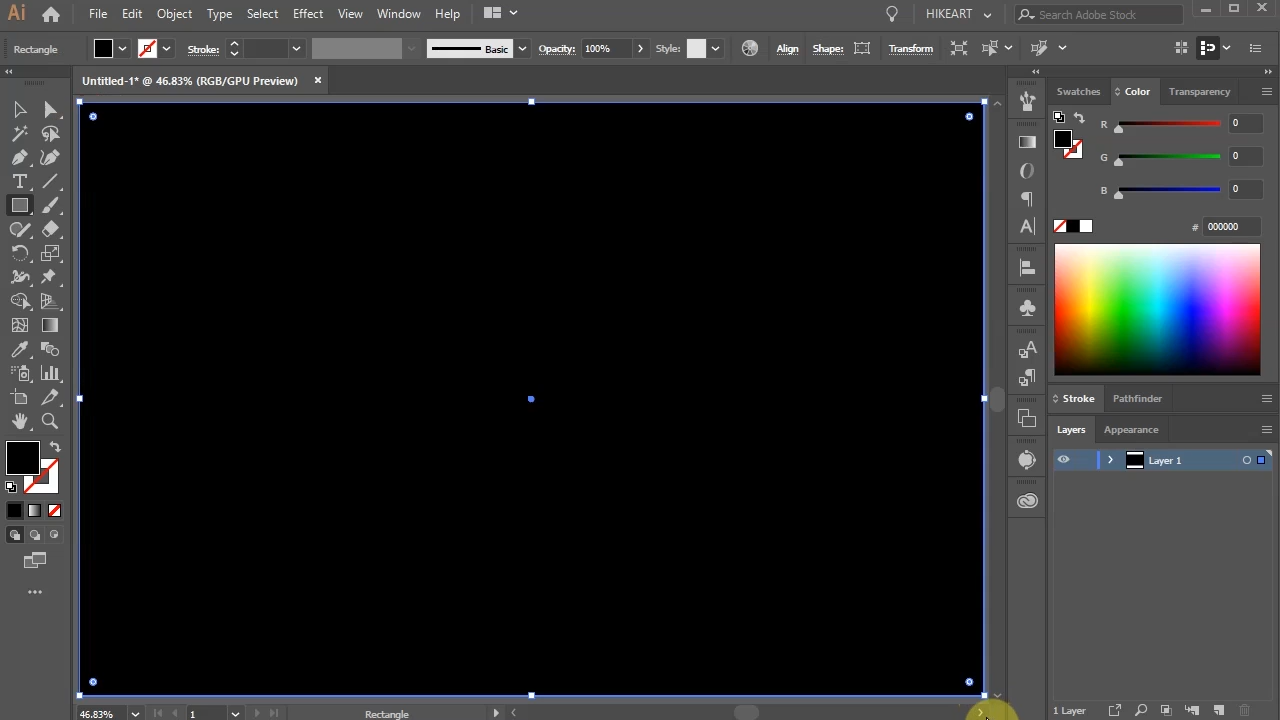 Ai File Edit Object Type Select Effect View Window Help HIKEART Search Adobe Stock
Rectangle Stroke: Basic Opacity: 100% Style: Align Shape: Transform
Untitled-1* @ 46.83% (RGB/GPU Preview) ×
Swatches Color Transparency
R 0
G 0
B 0
# 000000
Stroke Pathfinder
Layers Appearance
Layer 1
1 Layer
46.83% 1 Rectangle